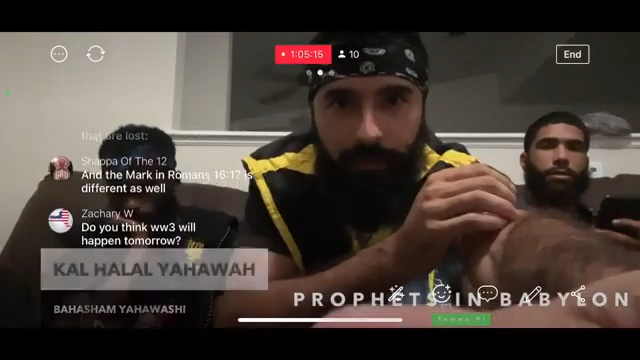 1:05:15
10
End
that are lost:
Shappa Of The 12
And the Mark in Romans 16:1? is
different as well
Zachary W
Do you think ww3 will
happen tomorrow?
KAL HALAL YAHAWAH
PROPHETS IN BABYLON
BAHASHAM YAHAWASHI